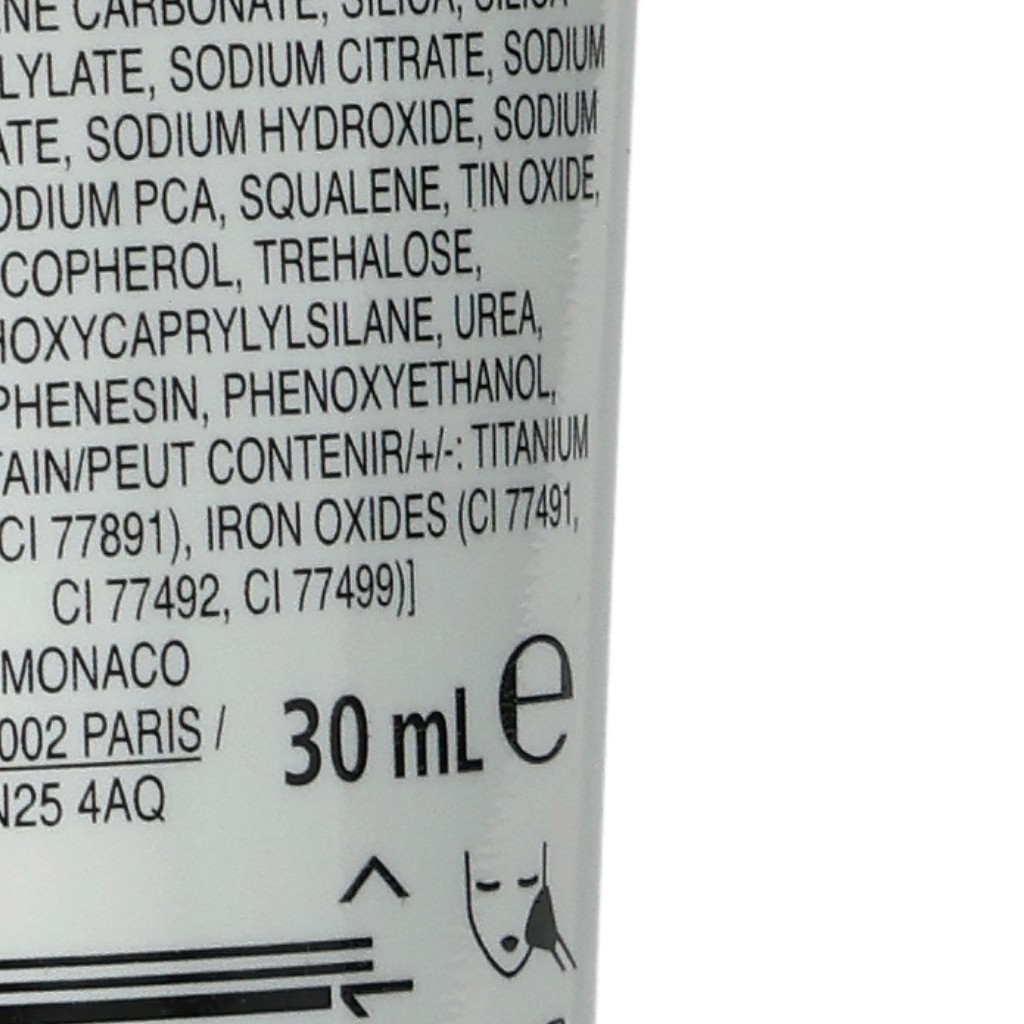 NE CARBONATE, SILICA, SILICA
LYLATE, SODIUM CITRATE, SODIUM
ATE, SODIUM HYDROXIDE, SODIUM
ODIUM PCA, SQUALENE, TIN OXIDE,
COPHEROL, TREHALOSE,
HOXYCAPRYLYLSILANE, UREA,
PHENESIN, PHENOXYETHANOL,
TAIN/PEUT CONTENIR/+/-: TITANIUM
CI 77891), IRON OXIDES (CI 77491,
CI 77492, CI 77499)]
MONACO
002 PARIS /
N25 4AQ
30 mL e